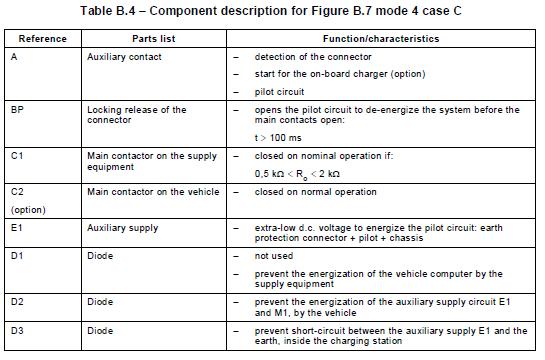 Table B.4 – Component description for Figure B.7 mode 4 case C
Reference Parts list Function/characteristics
A Auxiliary contact – detection of the connector
– start for the on-board charger (option)
– pilot circuit
BP Locking release of the connector – opens the pilot circuit to de-energize the system before the
main contacts open:
t > 100 ms
C1 Main contactor on the supply equipment – closed on nominal operation if:
0,5 kΩ < Ro < 2 kΩ
C2 Main contactor on the vehicle – closed on normal operation
(option)
E1 Auxiliary supply – extra-low d.c. voltage to energize the pilot circuit: earth
protection connector + pilot + chassis
D1 Diode – not used
– prevent the energization of the vehicle computer by the
supply equipment
D2 Diode – prevent the energization of the auxiliary supply circuit E1
and M1, by the vehicle
D3 Diode – prevent short-circuit between the auxiliary supply E1 and the
earth, inside the charging station